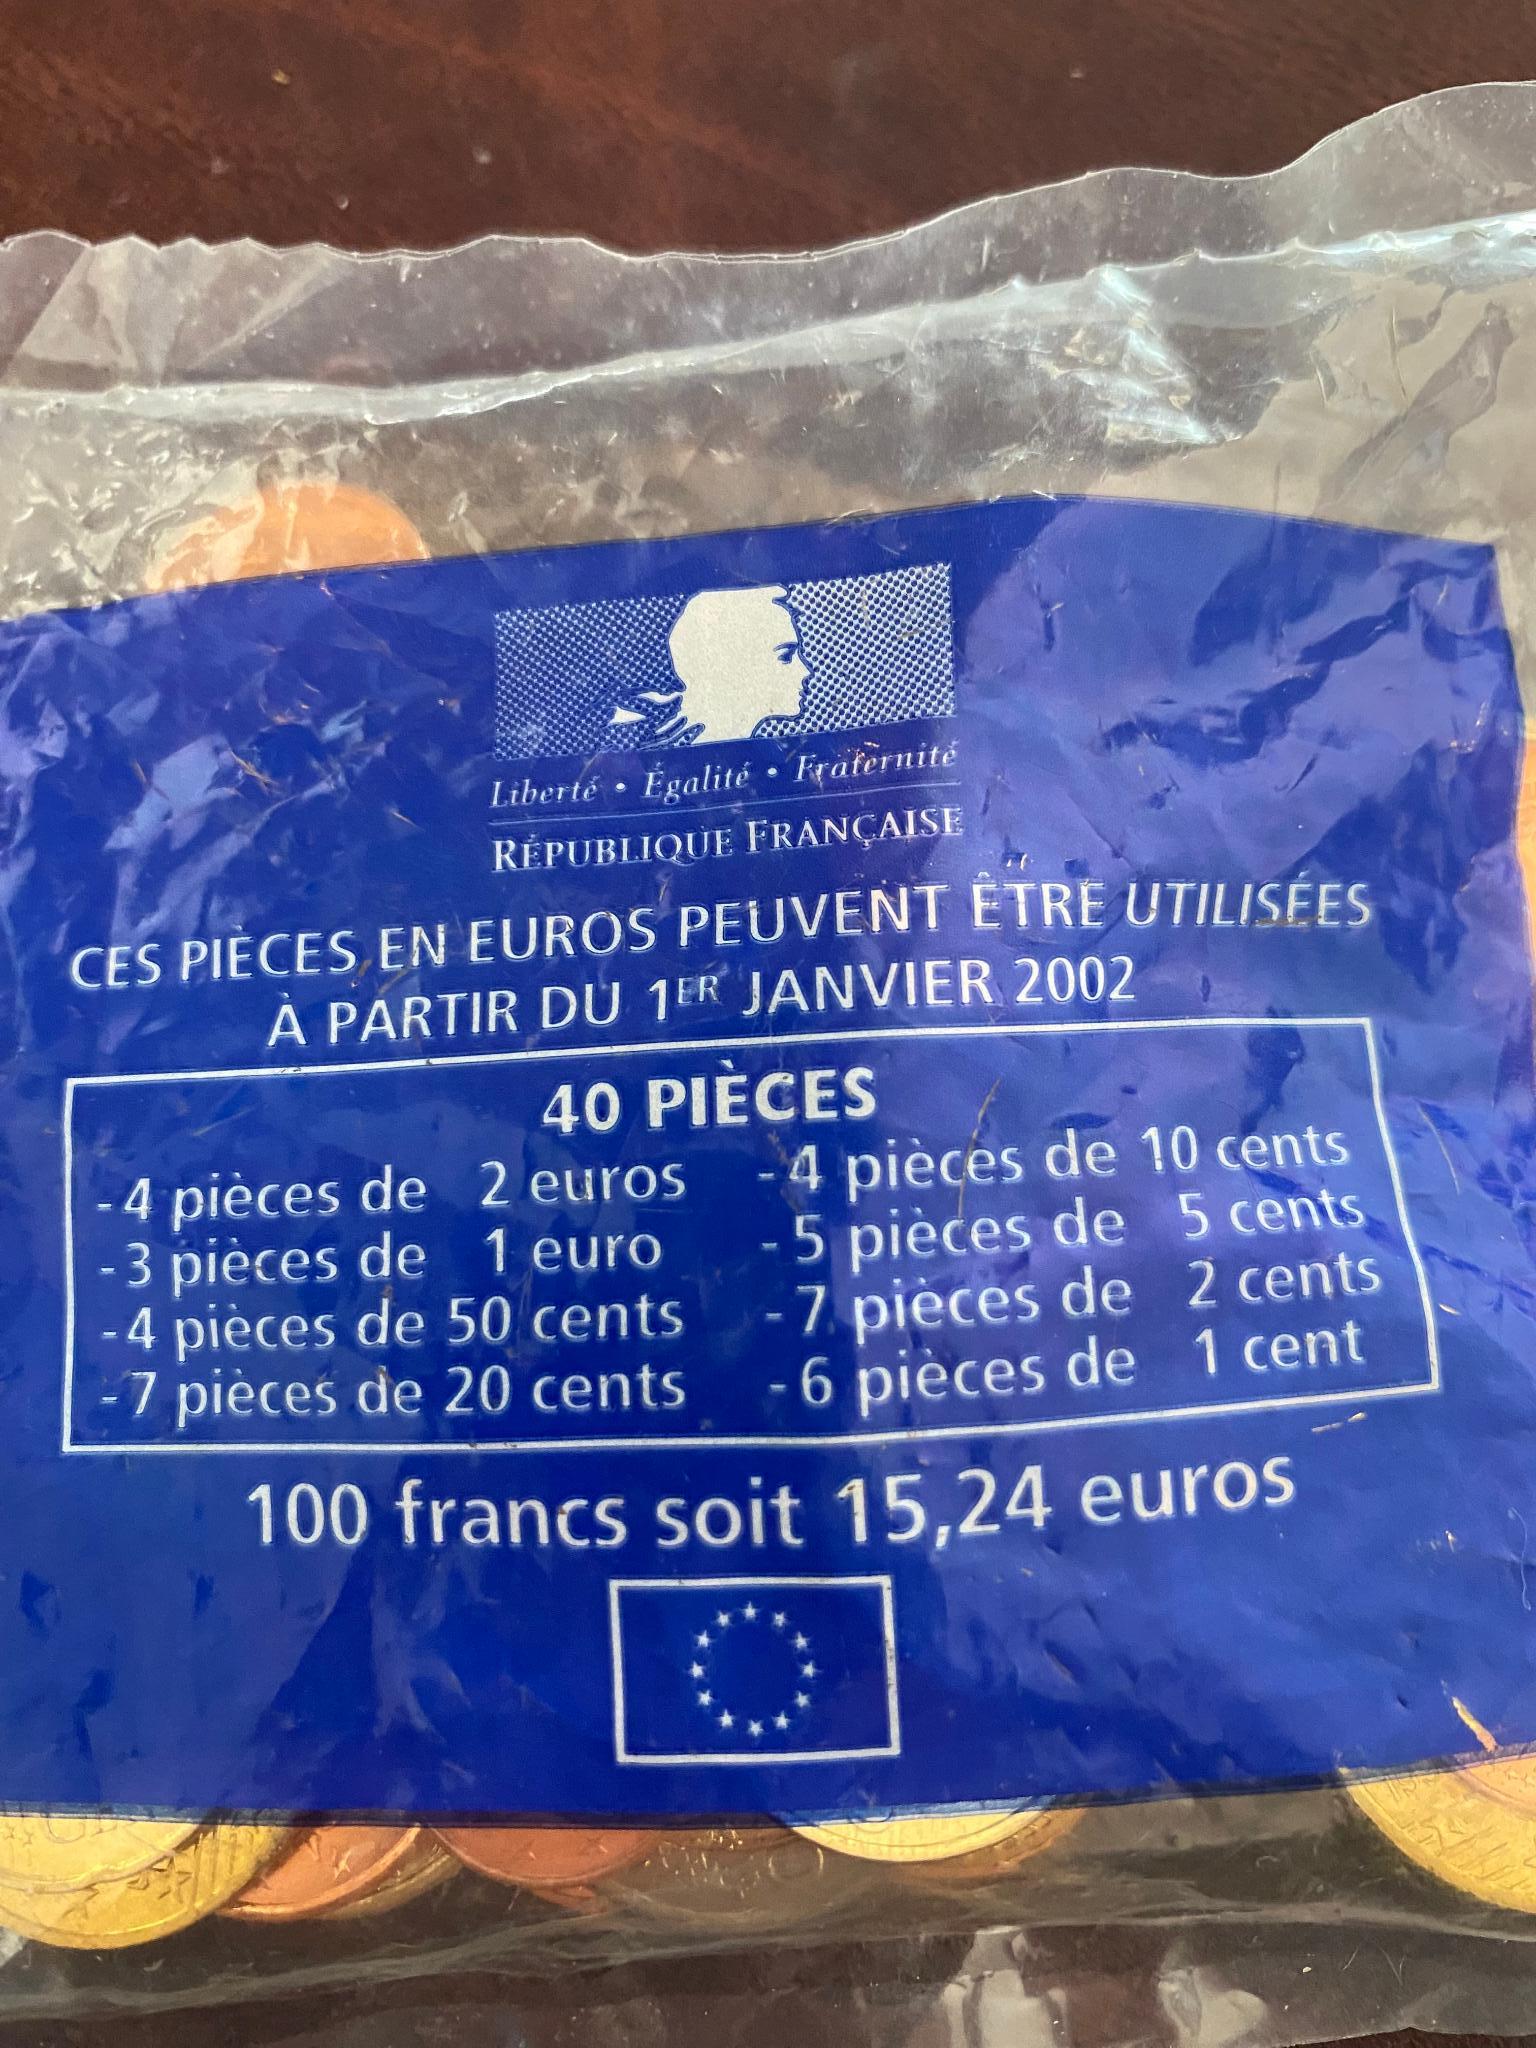 Liberté • Égalité • Fraternité
RÉPUBLIQUE FRANÇAISE
CES PIÈCES EN EUROS PEUVENT ÊTRE UTILISÉES
À PARTIR DU 1ER JANVIER 2002
40 PIÈCES
- 4 pièces de 2 euros
- 3 pièces de 1 euro
- 4 pièces de 50 cents
- 7 pièces de 20 cents
- 4 pièces de 10 cents
- 5 pièces de 5 cents
- 7 pièces de 2 cents
- 6 pièces de 1 cent
100 francs soit 15,24 euros